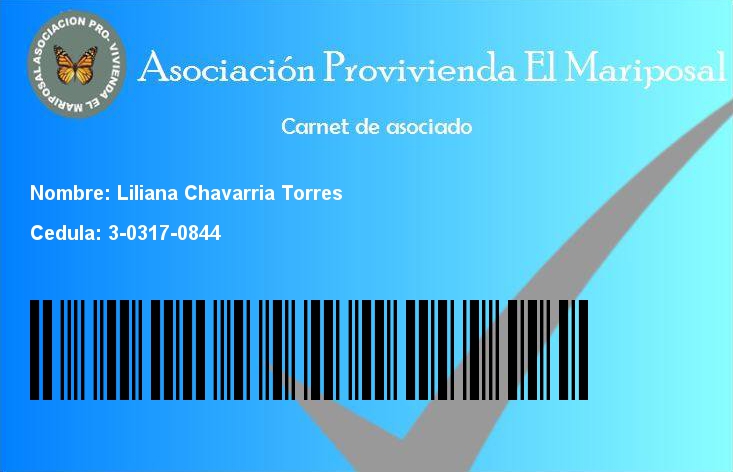 ASOCIACION PRO. VIVIENDA EL MARIPOSAL
Asociación Provivienda El Mariposal
Carnet de asociado
Nombre: Liliana Chavarria Torres
Cedula: 3-0317-0844